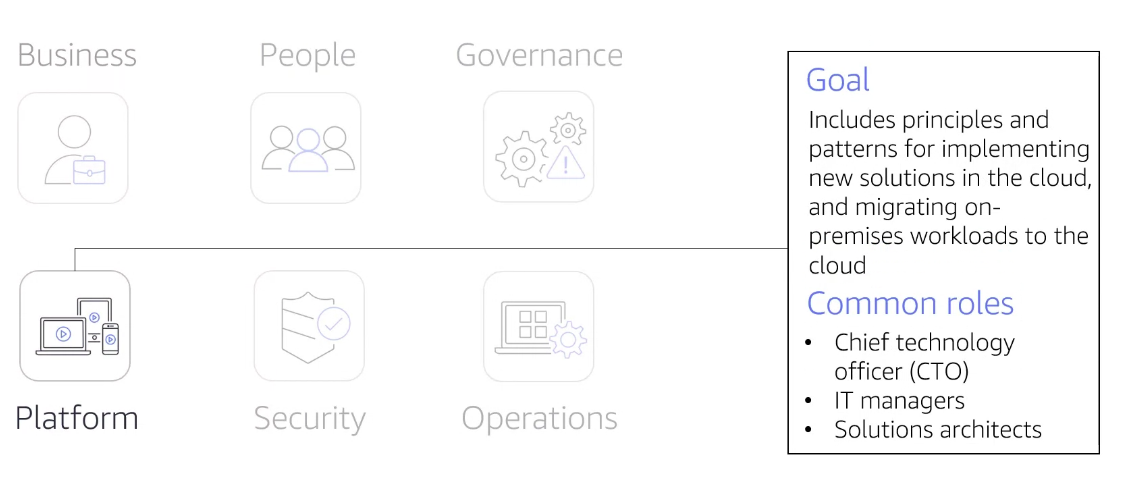 Business
People
Governance
Goal
Includes principles and
patterns for implementing
new solutions in the cloud,
and migrating on-
premises workloads to the
cloud
Common roles
• Chief technology
officer (CTO)
• IT managers
• Solutions architects
Platform
Security
Operations